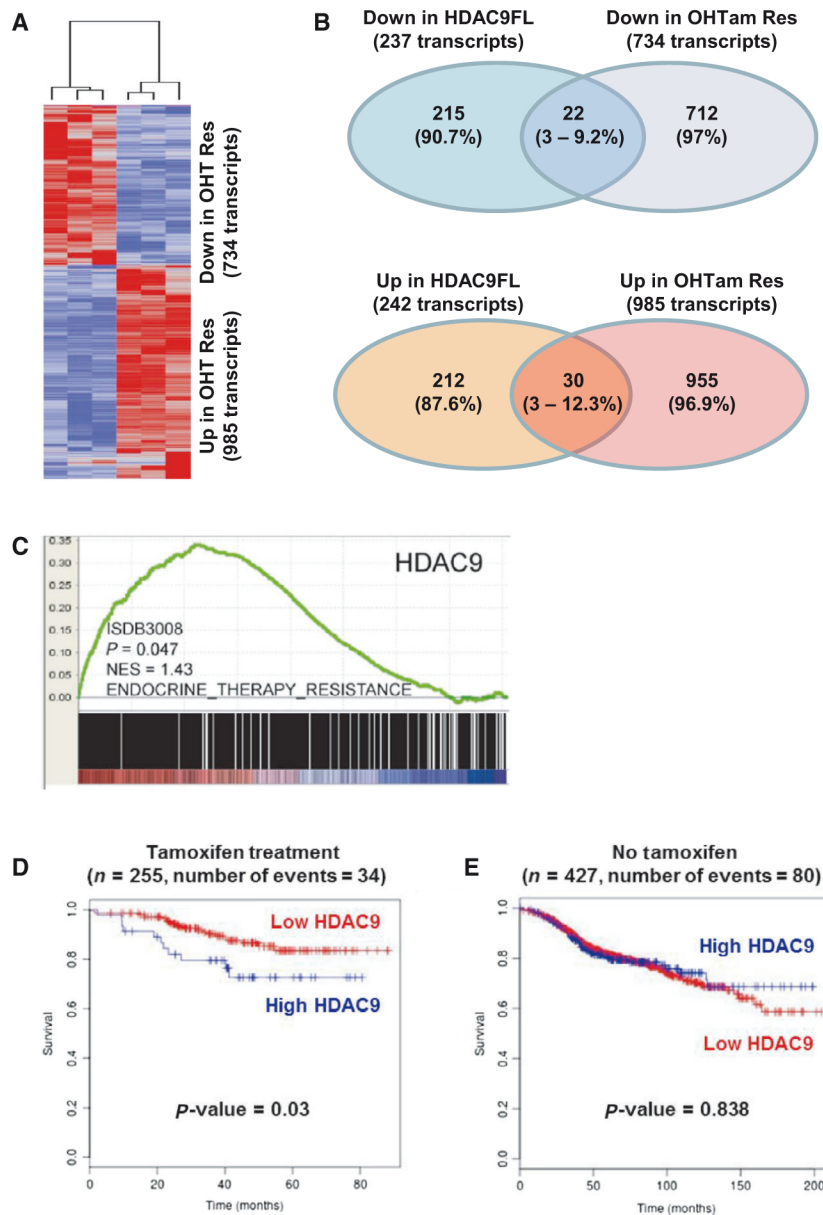 A
Down in OHT Res
(734 transcripts)
Up in OHT Res
(985 transcripts)
B
Down in HDAC9FL
(237 transcripts)
Down in OHTam Res
(734 transcripts)
215
(90.7%)
22
(3 – 9.2%)
712
(97%)
Up in HDAC9FL
(242 transcripts)
Up in OHTam Res
(985 transcripts)
212
(87.6%)
30
(3 – 12.3%)
955
(96.9%)
C
0.35
0.30
0.25
0.20
0.15
0.10
0.05
0.00
HDAC9
ISDB3008
P = 0.047
NES = 1.43
ENDOCRINE_THERAPY_RESISTANCE
D
Tamoxifen treatment
(n = 255, number of events = 34)
Survival
1.0
0.8
0.6
0.4
0.2
0.0
Low HDAC9
High HDAC9
P-value = 0.03
0 20 40 60 80
Time (months)
E
No tamoxifen
(n = 427, number of events = 80)
Survival
1.0
0.8
0.6
0.4
0.2
0.0
High HDAC9
Low HDAC9
P-value = 0.838
0 50 100 150 200
Time (months)